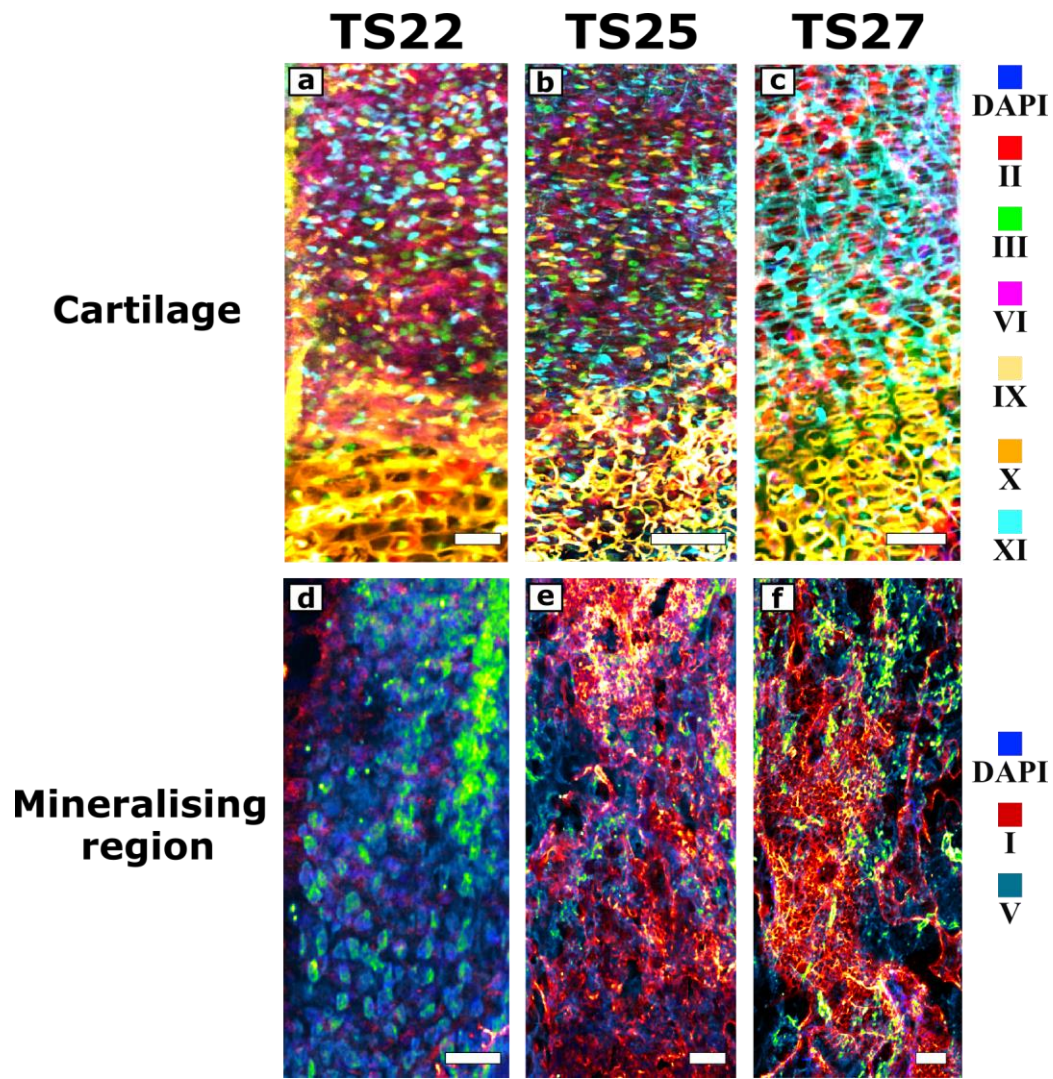 TS22 TS25 TS27
a b c
Cartilage
DAPI
II
III
VI
IX
X
XI
d e f
Mineralising
region
DAPI
I
V